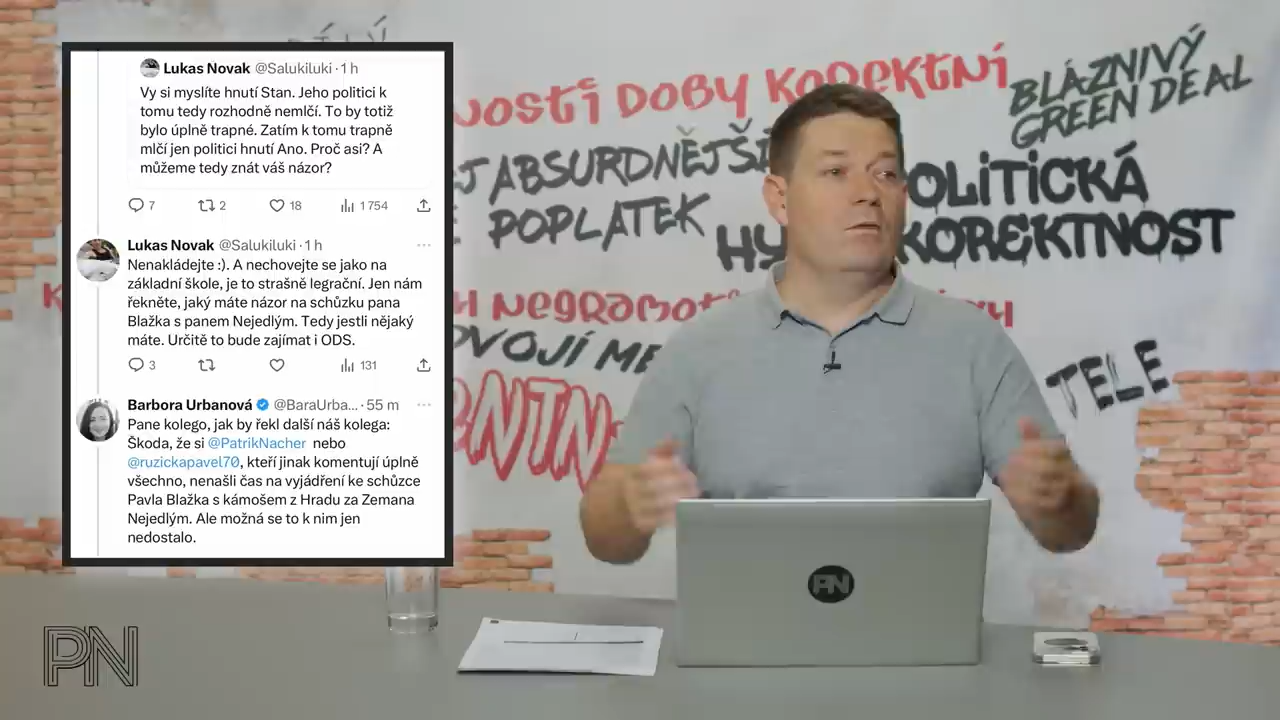 Lukas Novak @Salukiluki · 1 h
Vy si myslíte hnutí Stan. Jeho politici k
tomu tedy rozhodně nemlčí. To by totiž
bylo úplně trapné. Zatím k tomu trapně
mlčí jen politici hnutí Ano. Proč asi? A
můžeme tedy znát váš názor?
7 2 18 1 754
Lukas Novak @Salukiluki · 1 h
Nenakládejte :). A nechovejte se jako na
základní škole, je to strašně legrační. Jen nám
řekněte, jaký máte názor na schůzku pana
Blažka s panem Nejedlým. Tedy jestli nějaký
máte. Určitě to bude zajímat i ODS.
3 131
Barbora Urbanová @BaraUrba... · 55 m
Pane kolego, jak by řekl další náš kolega:
Škoda, že si @PatrikNacher nebo
@ruzickapavel70, kteří jinak komentují úplně
všechno, nenašli čas na vyjádření ke schůzce
Pavla Blažka s kámošem z Hradu za Zemana
Nejedlým. Ale možná se to k nim jen
nedostalo.
DOBY KOREKTNÍ
BLÁZNIVÝ
GREEN DEAL
ABSURDNĚJŠÍ
POPLATEK
KOREKTNOST
TELE
PN
PN